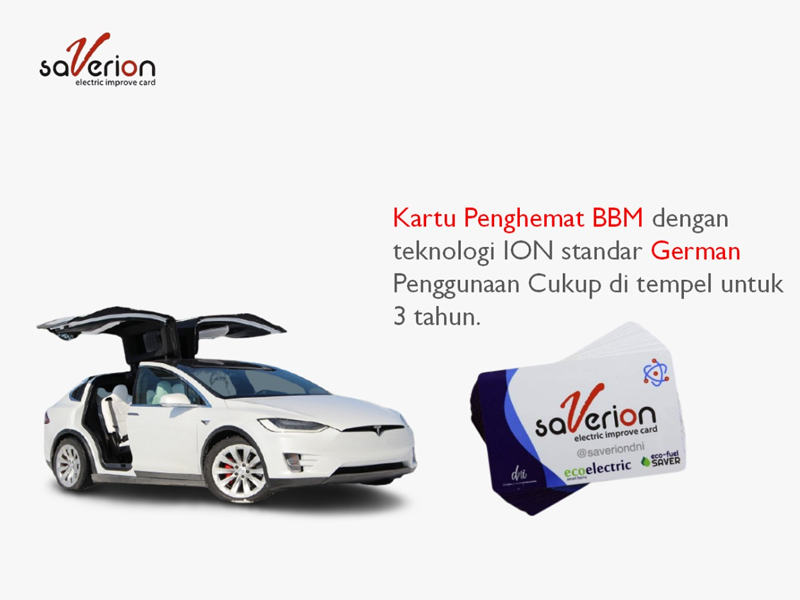 saVerion
electric improve card
Kartu Penghemat BBM dengan
teknologi ION standar German
Penggunaan Cukup di tempel untuk
3 tahun.
saVerion
electric improve card
@saveriondni
ecoelectric
eco-fuel
SAVER
dni